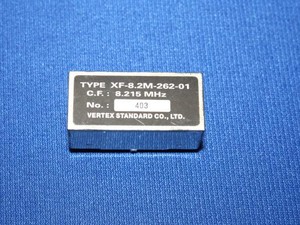 TYPE XF-8.2M-262-01
C.F. : 8.215 MHz
No. : 403
VERTEX STANDARD CO., LTD.